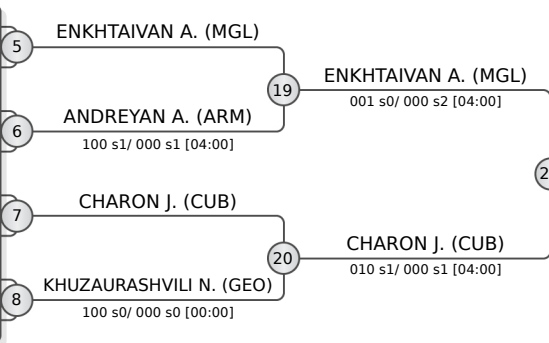 ENKHTAIVAN A. (MGL)
5
19
ENKHTAIVAN A. (MGL)
001 s0/ 000 s2 [04:00]
ANDREYAN A. (ARM)
6
100 s1/ 000 s1 [04:00]
2
CHARON J. (CUB)
7
20
CHARON J. (CUB)
010 s1/ 000 s1 [04:00]
KHUZAURASHVILI N. (GEO)
8
100 s0/ 000 s0 [00:00]